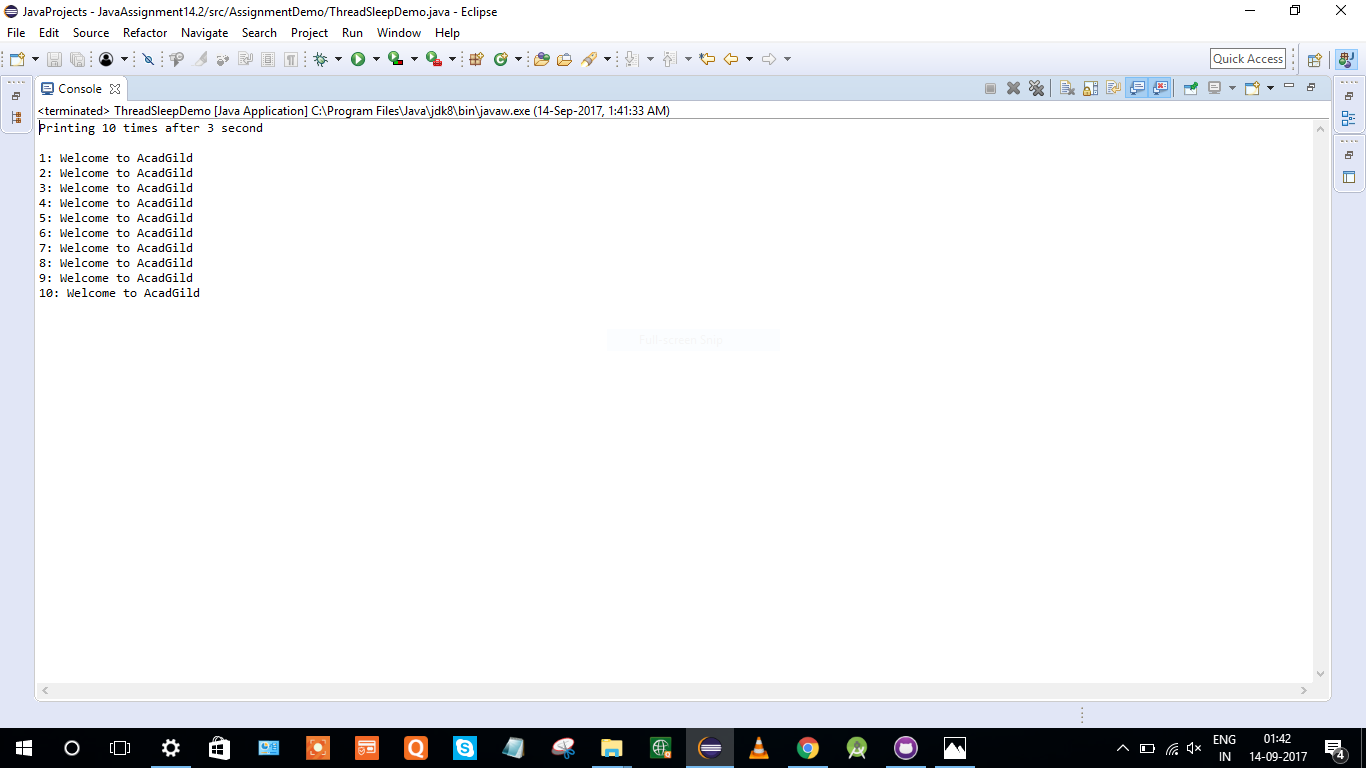 JavaProjects - JavaAssignment14.2/src/AssignmentDemo/ThreadSleepDemo.java - Eclipse
File Edit Source Refactor Navigate Search Project Run Window Help
Quick Access
Console
<terminated> ThreadSleepDemo [Java Application] C:\Program Files\Java\jdk8\bin\javaw.exe (14-Sep-2017, 1:41:33 AM)
Printing 10 times after 3 second
1: Welcome to AcadGild
2: Welcome to AcadGild
3: Welcome to AcadGild
4: Welcome to AcadGild
5: Welcome to AcadGild
6: Welcome to AcadGild
7: Welcome to AcadGild
8: Welcome to AcadGild
9: Welcome to AcadGild
10: Welcome to AcadGild
Full-screen Snip
ENG
IN
01:42
14-09-2017
4